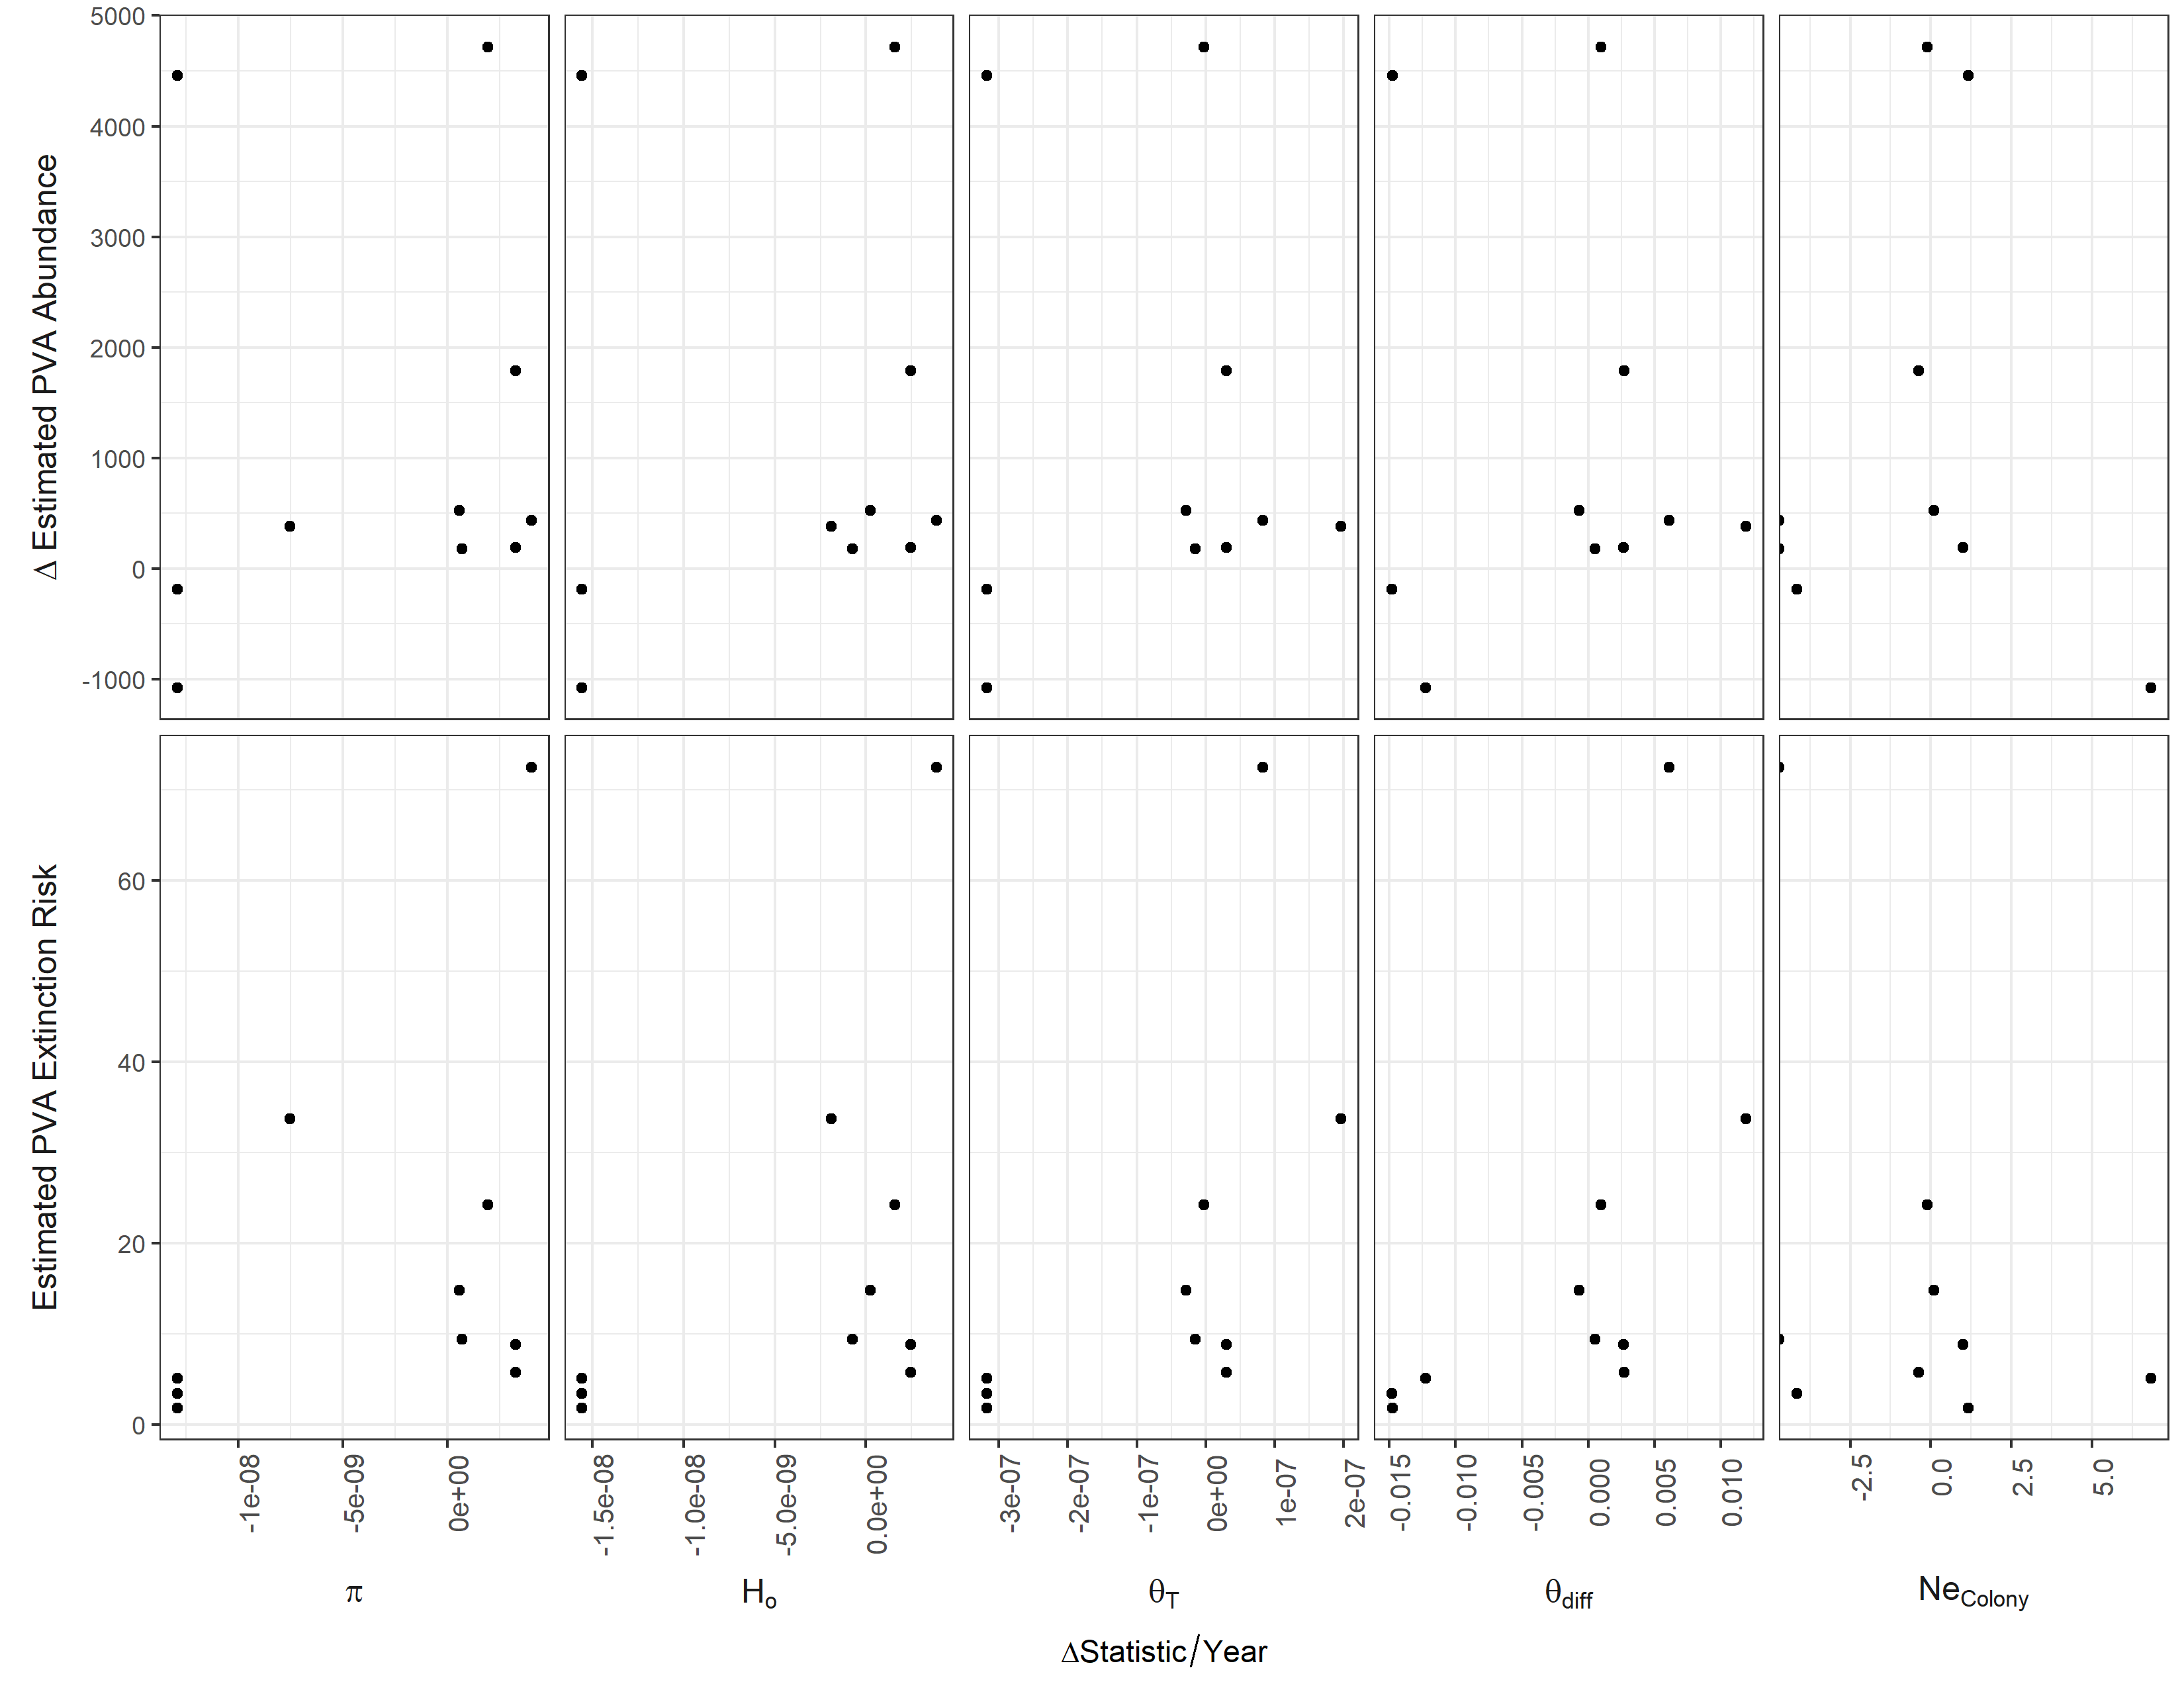 Δ Estimated PVA Abundance
5000
4000
3000
2000
1000
0
-1000
Estimated PVA Extinction Risk
60
40
20
0
-1e-08
-5e-09
0e+00
-1.5e-08
-1.0e-08
-5.0e-09
0.0e+00
-3e-07
-2e-07
-1e-07
0e+00
1e-07
2e-07
-0.015
-0.010
-0.005
0.000
0.005
0.010
-2.5
0.0
2.5
5.0
π
Ho
θT
θdiff
NeColony
ΔStatistic/Year